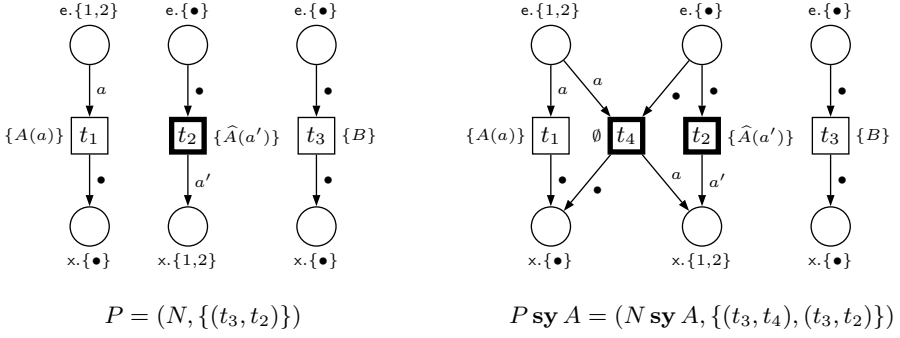 e.{1,2} e.{•} e.{•} e.{1,2} e.{•} e.{•}
a • • a a • • •
{A(a)} t₁ t₂ {Â(a′)} t₃ {B} {A(a)} t₁ ∅ t₄ t₂ {Â(a′)} t₃ {B}
• a′ • • • a a′ •
x.{•} x.{1,2} x.{•} x.{•} x.{1,2} x.{•}
P = (N, {(t₃, t₂)}) P sy A = (N sy A, {(t₃, t₄), (t₃, t₂)})